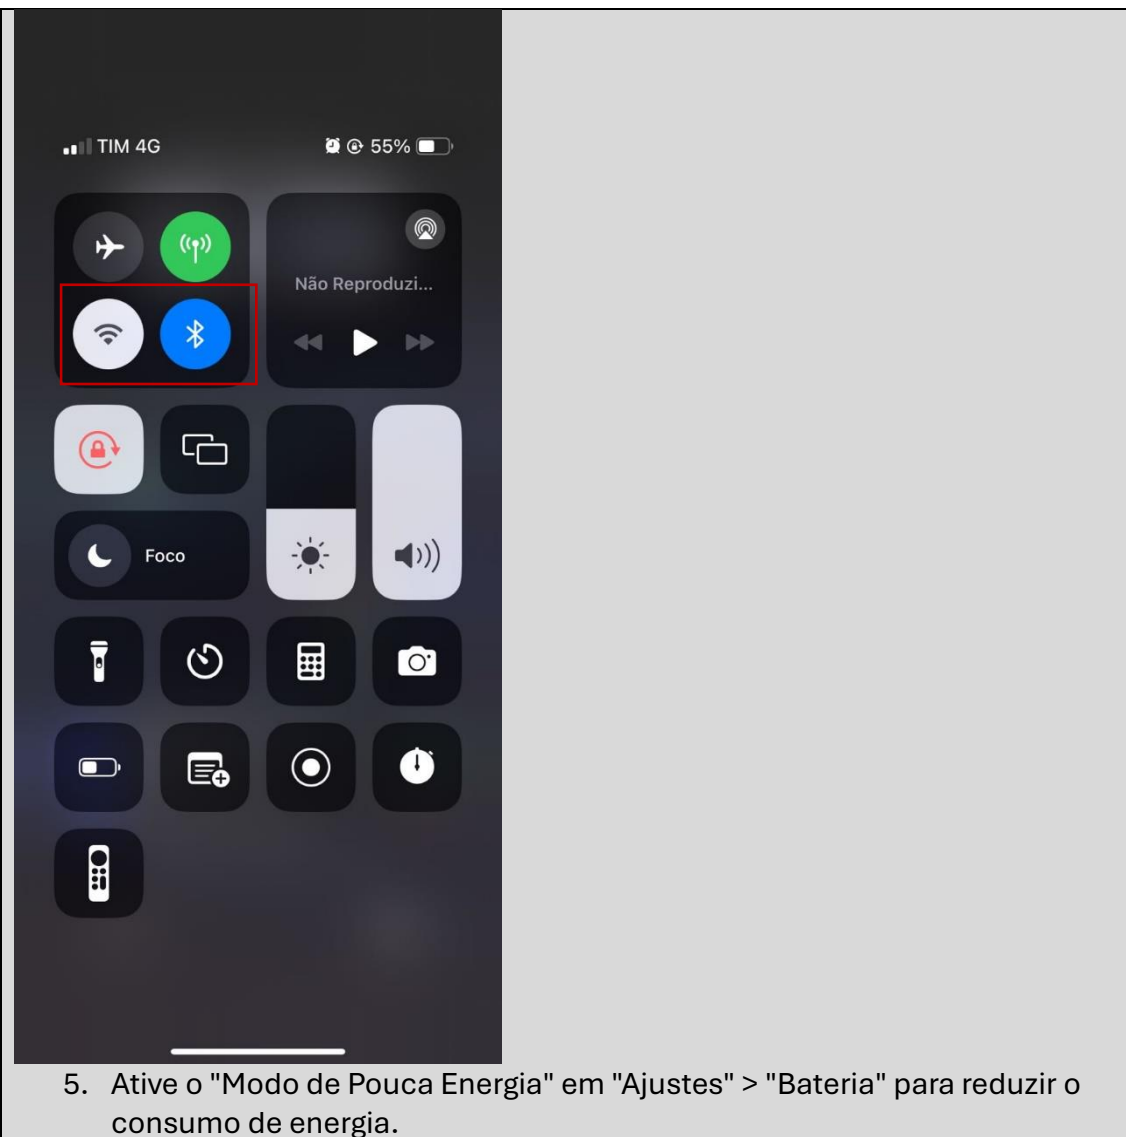 TIM 4G
55%
Não Reproduzi...
Foco
5. Ative o "Modo de Pouca Energia" em "Ajustes" > "Bateria" para reduzir o
consumo de energia.